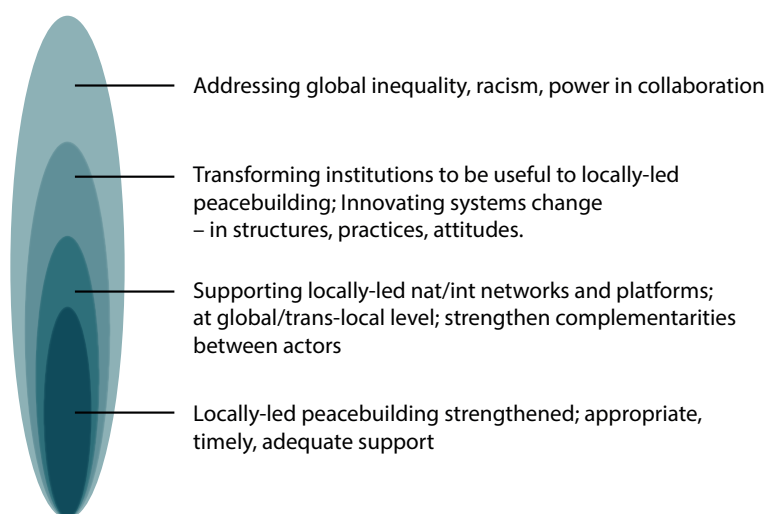 Addressing global inequality, racism, power in collaboration
Transforming institutions to be useful to locally-led
peacebuilding; Innovating systems change
– in structures, practices, attitudes.
Supporting locally-led nat/int networks and platforms;
at global/trans-local level; strengthen complementarities
between actors
Locally-led peacebuilding strengthened; appropriate,
timely, adequate support